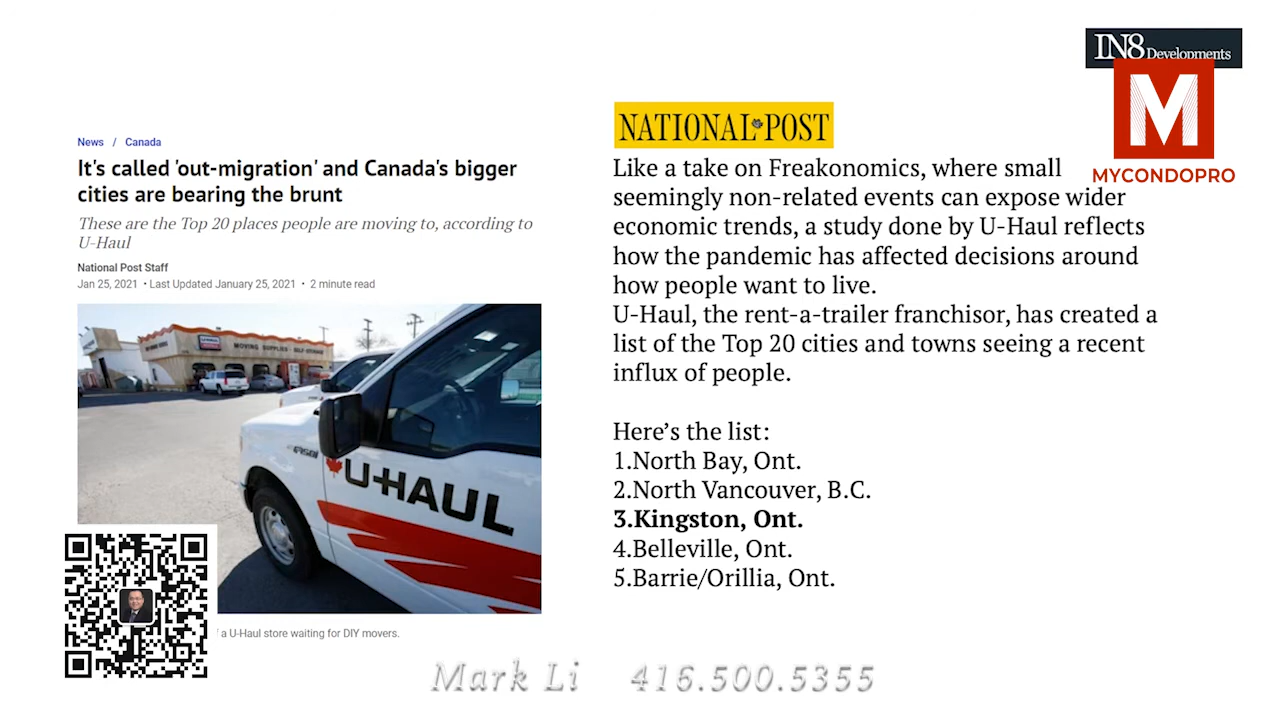 IN8 Developments
M
MYCONDOPRO
News / Canada
It's called 'out-migration' and Canada's bigger
cities are bearing the brunt
These are the Top 20 places people are moving to, according to
U-Haul
National Post Staff
Jan 25, 2021 • Last Updated January 25, 2021 • 2 minute read
MOVING SUPPLIES SELF-STORAGE
U-HAUL
a U-Haul store waiting for DIY movers.
NATIONAL POST
Like a take on Freakonomics, where small
seemingly non-related events can expose wider
economic trends, a study done by U-Haul reflects
how the pandemic has affected decisions around
how people want to live.
U-Haul, the rent-a-trailer franchisor, has created a
list of the Top 20 cities and towns seeing a recent
influx of people.
Here’s the list:
1.North Bay, Ont.
2.North Vancouver, B.C.
3.Kingston, Ont.
4.Belleville, Ont.
5.Barrie/Orillia, Ont.
Mark Li 416.500.5355